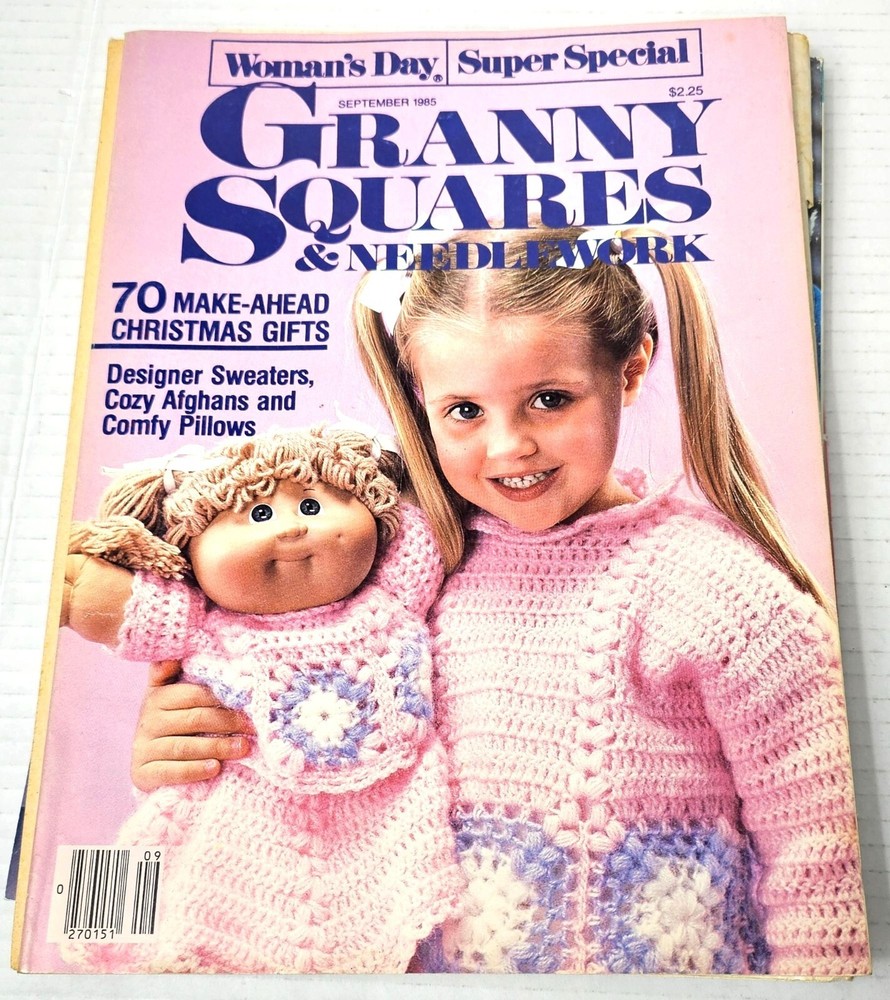 Woman's Day® Super Special
SEPTEMBER 1985
$2.25
GRANNY
SQUARES
& NEEDLEWORK
70 MAKE-AHEAD
CHRISTMAS GIFTS
Designer Sweaters,
Cozy Afghans and
Comfy Pillows
09
0
270151